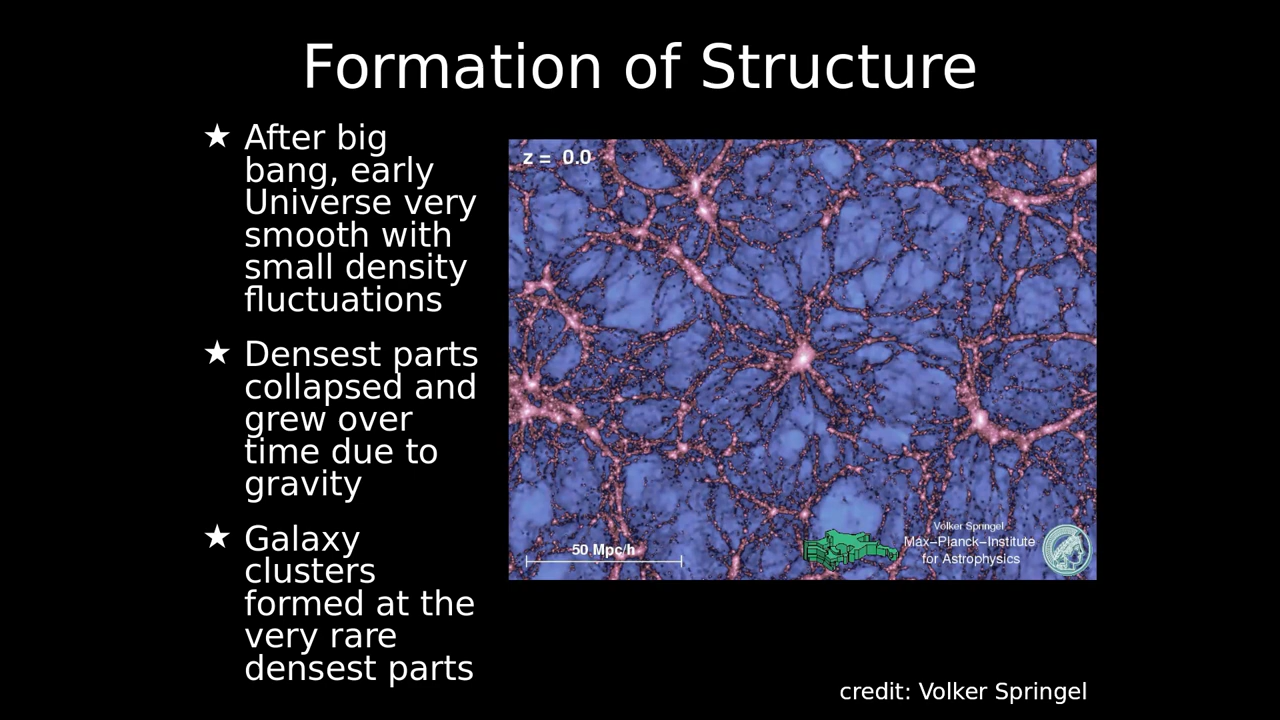 Formation of Structure
★ After big
bang, early
Universe very
smooth with
small density
fluctuations
★ Densest parts
collapsed and
grew over
time due to
gravity
★ Galaxy
clusters
formed at the
very rare
densest parts
z = 0.0
50 Mpc/h
Volker Springel
Max–Planck–Institute
for Astrophysics
credit: Volker Springel